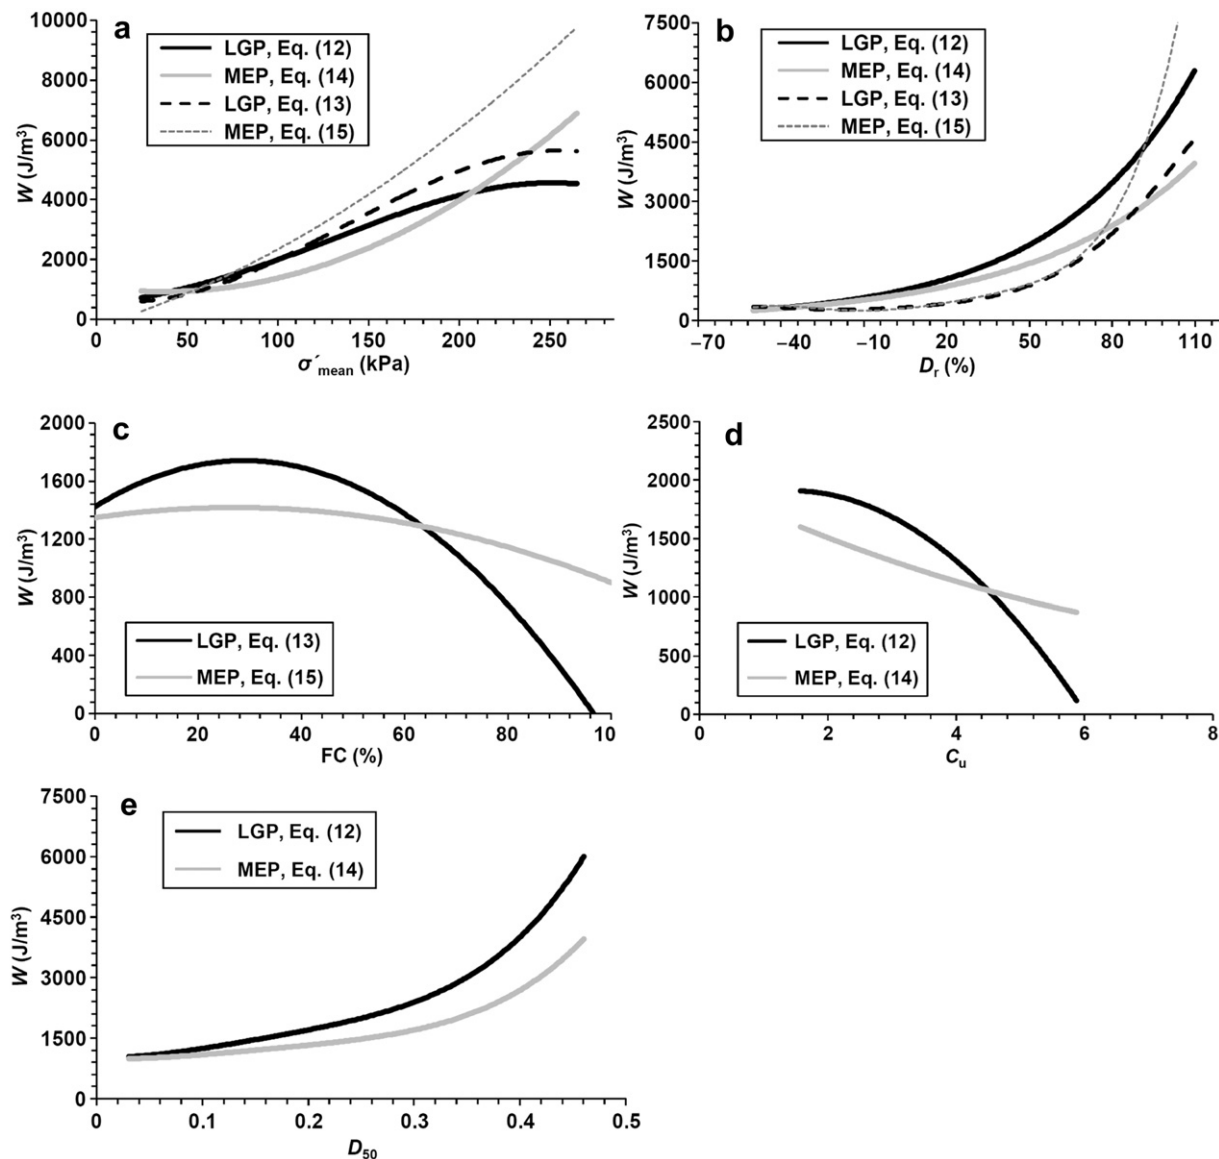 a
LGP, Eq. (12)
MEP, Eq. (14)
LGP, Eq. (13)
MEP, Eq. (15)
10000
8000
6000
4000
2000
0
W (J/m³)
0 50 100 150 200 250
σ´mean (kPa)
b
LGP, Eq. (12)
MEP, Eq. (14)
LGP, Eq. (13)
MEP, Eq. (15)
7500
6000
4500
3000
1500
0
W (J/m³)
−70 −40 −10 20 50 80 110
Dr (%)
c
2000
1600
1200
800
400
0
W (J/m³)
LGP, Eq. (13)
MEP, Eq. (15)
0 20 40 60 80 10
FC (%)
d
2500
2000
1500
1000
500
0
W (J/m³)
LGP, Eq. (12)
MEP, Eq. (14)
0 2 4 6 8
Cu
e
LGP, Eq. (12)
MEP, Eq. (14)
7500
6000
4500
3000
1500
0
W (J/m³)
0 0.1 0.2 0.3 0.4 0.5
D50